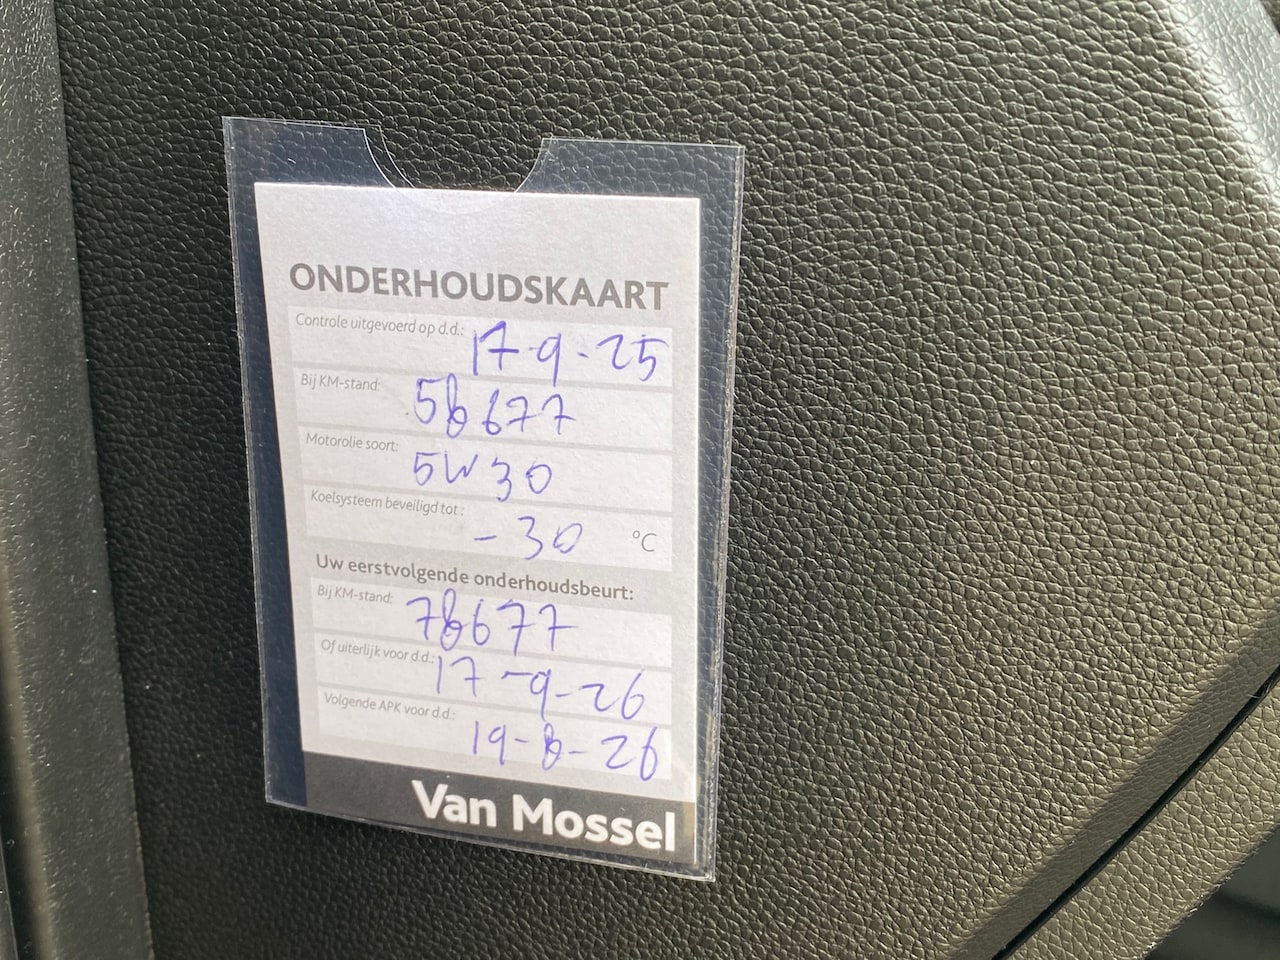 ONDERHOUDSKAART
Controle uitgevoerd op d.d.: 17-9-25
Bij KM-stand: 58677
Motorolie soort: 5W30
Koelsysteem beveiligd tot : -30 °C
Uw eerstvolgende onderhoudsbeurt:
Bij KM-stand: 78677
Of uiterlijk voor d.d.: 17-9-26
Volgende APK voor d.d.: 19-8-26
Van Mossel